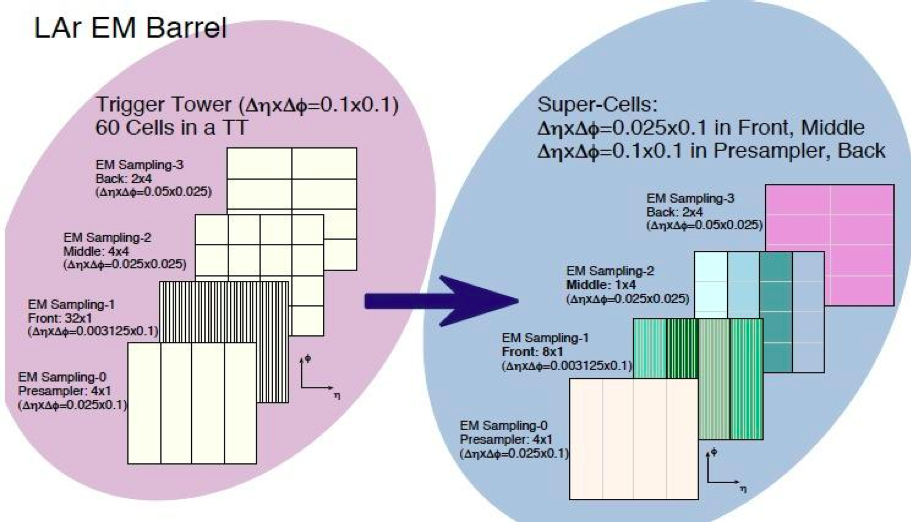 LAr EM Barrel
Trigger Tower (ΔηxΔϕ=0.1x0.1)
60 Cells in a TT
EM Sampling-3
Back: 2x4
(ΔηxΔϕ=0.05x0.025)
EM Sampling-2
Middle: 4x4
(ΔηxΔϕ=0.025x0.025)
EM Sampling-1
Front: 32x1
(ΔηxΔϕ=0.003125x0.1)
EM Sampling-0
Presampler: 4x1
(ΔηxΔϕ=0.025x0.1)
ϕ
η
Super-Cells:
ΔηxΔϕ=0.025x0.1 in Front, Middle
ΔηxΔϕ=0.1x0.1 in Presampler, Back
EM Sampling-3
Back: 2x4
(ΔηxΔϕ=0.05x0.025)
EM Sampling-2
Middle: 1x4
(ΔηxΔϕ=0.025x0.025)
EM Sampling-1
Front: 8x1
(ΔηxΔϕ=0.003125x0.1)
EM Sampling-0
Presampler: 4x1
(ΔηxΔϕ=0.025x0.1)
ϕ
η